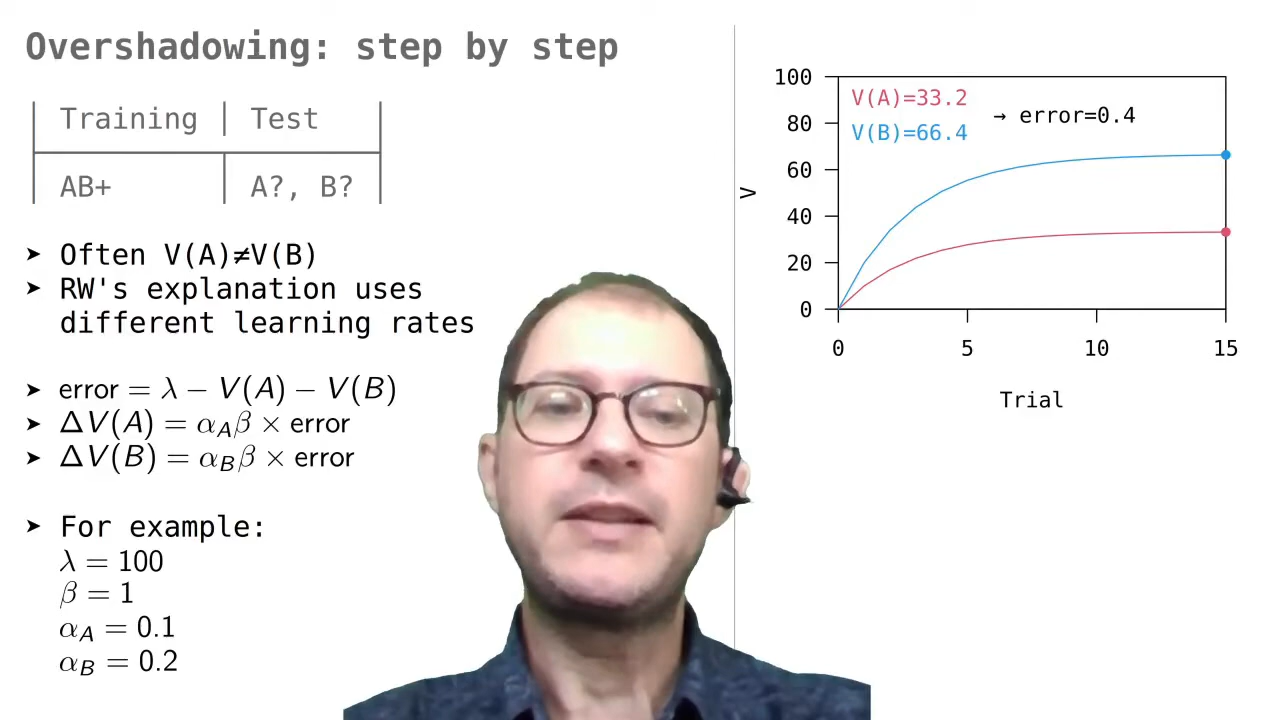 Overshadowing: step by step
Training | Test
AB+ | A?, B?
➤ Often V(A)≠V(B)
➤ RW's explanation uses
different learning rates
➤ error = λ − V(A) − V(B)
➤ ΔV(A) = α_A β × error
➤ ΔV(B) = α_B β × error
➤ For example:
λ = 100
β = 1
α_A = 0.1
α_B = 0.2
V(A)=33.2
V(B)=66.4
→ error=0.4
V
100
80
60
40
20
0
0 5 10 15
Trial